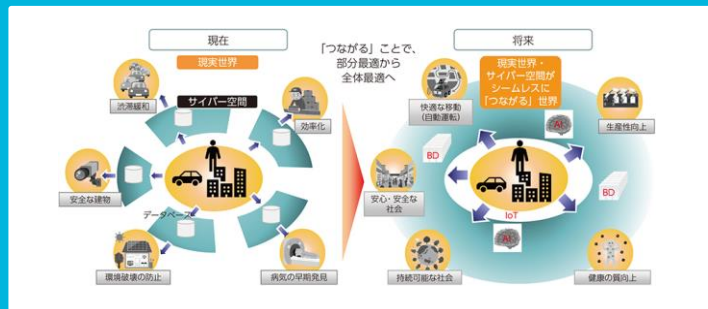 現在
現実世界
サイバー空間
渋滞緩和
効率化
安全な建物
データベース
環境破壊の防止
病気の早期発見
「つながる」ことで、
部分最適から
全体最適へ
将来
現実世界・
サイバー空間が
シームレスに
「つながる」世界
快適な移動
(自動運転)
AI
生産性向上
BD
安心・安全な
社会
BD
IoT
AI
持続可能な社会
健康の質向上